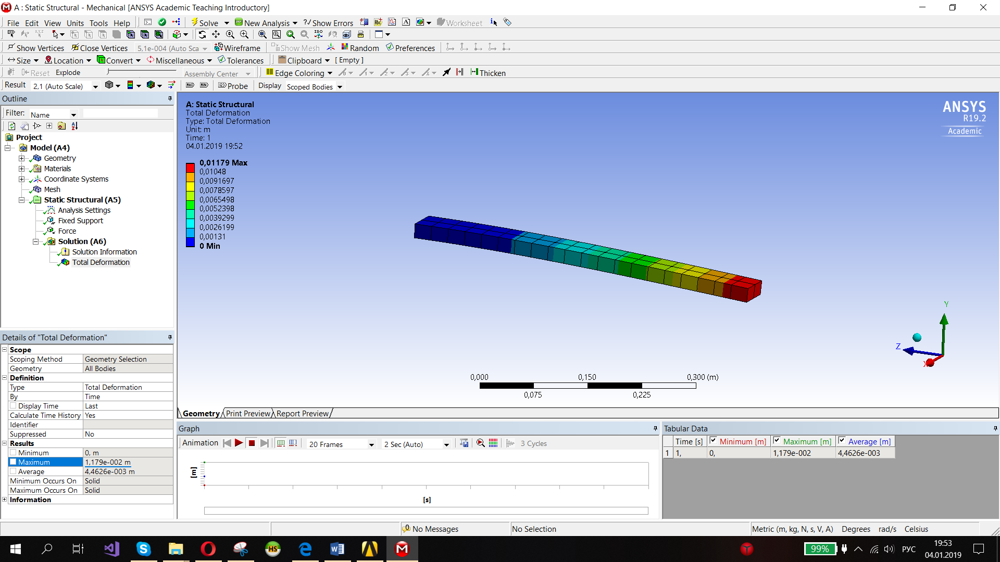 A : Static Structural - Mechanical [ANSYS Academic Teaching Introductory]
File Edit View Units Tools Help Solve New Analysis ?/Show Errors Worksheet
Show Vertices Close Vertices 5,1e-004 (Auto Sca Wireframe Show Mesh Random Preferences
Size Location Convert Miscellaneous Tolerances Clipboard [ Empty ]
Reset Explode Assembly Center Edge Coloring Thicken
Result 2,1 (Auto Scale) MAX MIN Probe Display Scoped Bodies
Outline
Filter: Name
Project
Model (A4)
Geometry
Materials
Coordinate Systems
Mesh
Static Structural (A5)
Analysis Settings
Fixed Support
Force
Solution (A6)
Solution Information
Total Deformation
Details of "Total Deformation"
Scope
Scoping Method Geometry Selection
Geometry All Bodies
Definition
Type Total Deformation
By Time
Display Time Last
Calculate Time History Yes
Identifier
Suppressed No
Results
Minimum 0, m
Maximum 1,179e-002 m
Average 4,4626e-003 m
Minimum Occurs On Solid
Maximum Occurs On Solid
Information
A: Static Structural
Total Deformation
Type: Total Deformation
Unit: m
Time: 1
04.01.2019 19:52
0,01179 Max
0,01048
0,0091697
0,0078597
0,0065498
0,0052398
0,0039299
0,0026199
0,00131
0 Min
ANSYS
R19.2
Academic
Y
Z
X
0,000 0,150 0,300 (m)
0,075 0,225
Geometry Print Preview Report Preview
Graph
Animation 20 Frames 2 Sec (Auto) 3 Cycles
[m]
[s]
Tabular Data
Time [s] Minimum [m] Maximum [m] Average [m]
1 1, 0, 1,179e-002 4,4626e-003
0 No Messages No Selection Metric (m, kg, N, s, V, A) Degrees rad/s Celsius
99% РУС 19:53
04.01.2019